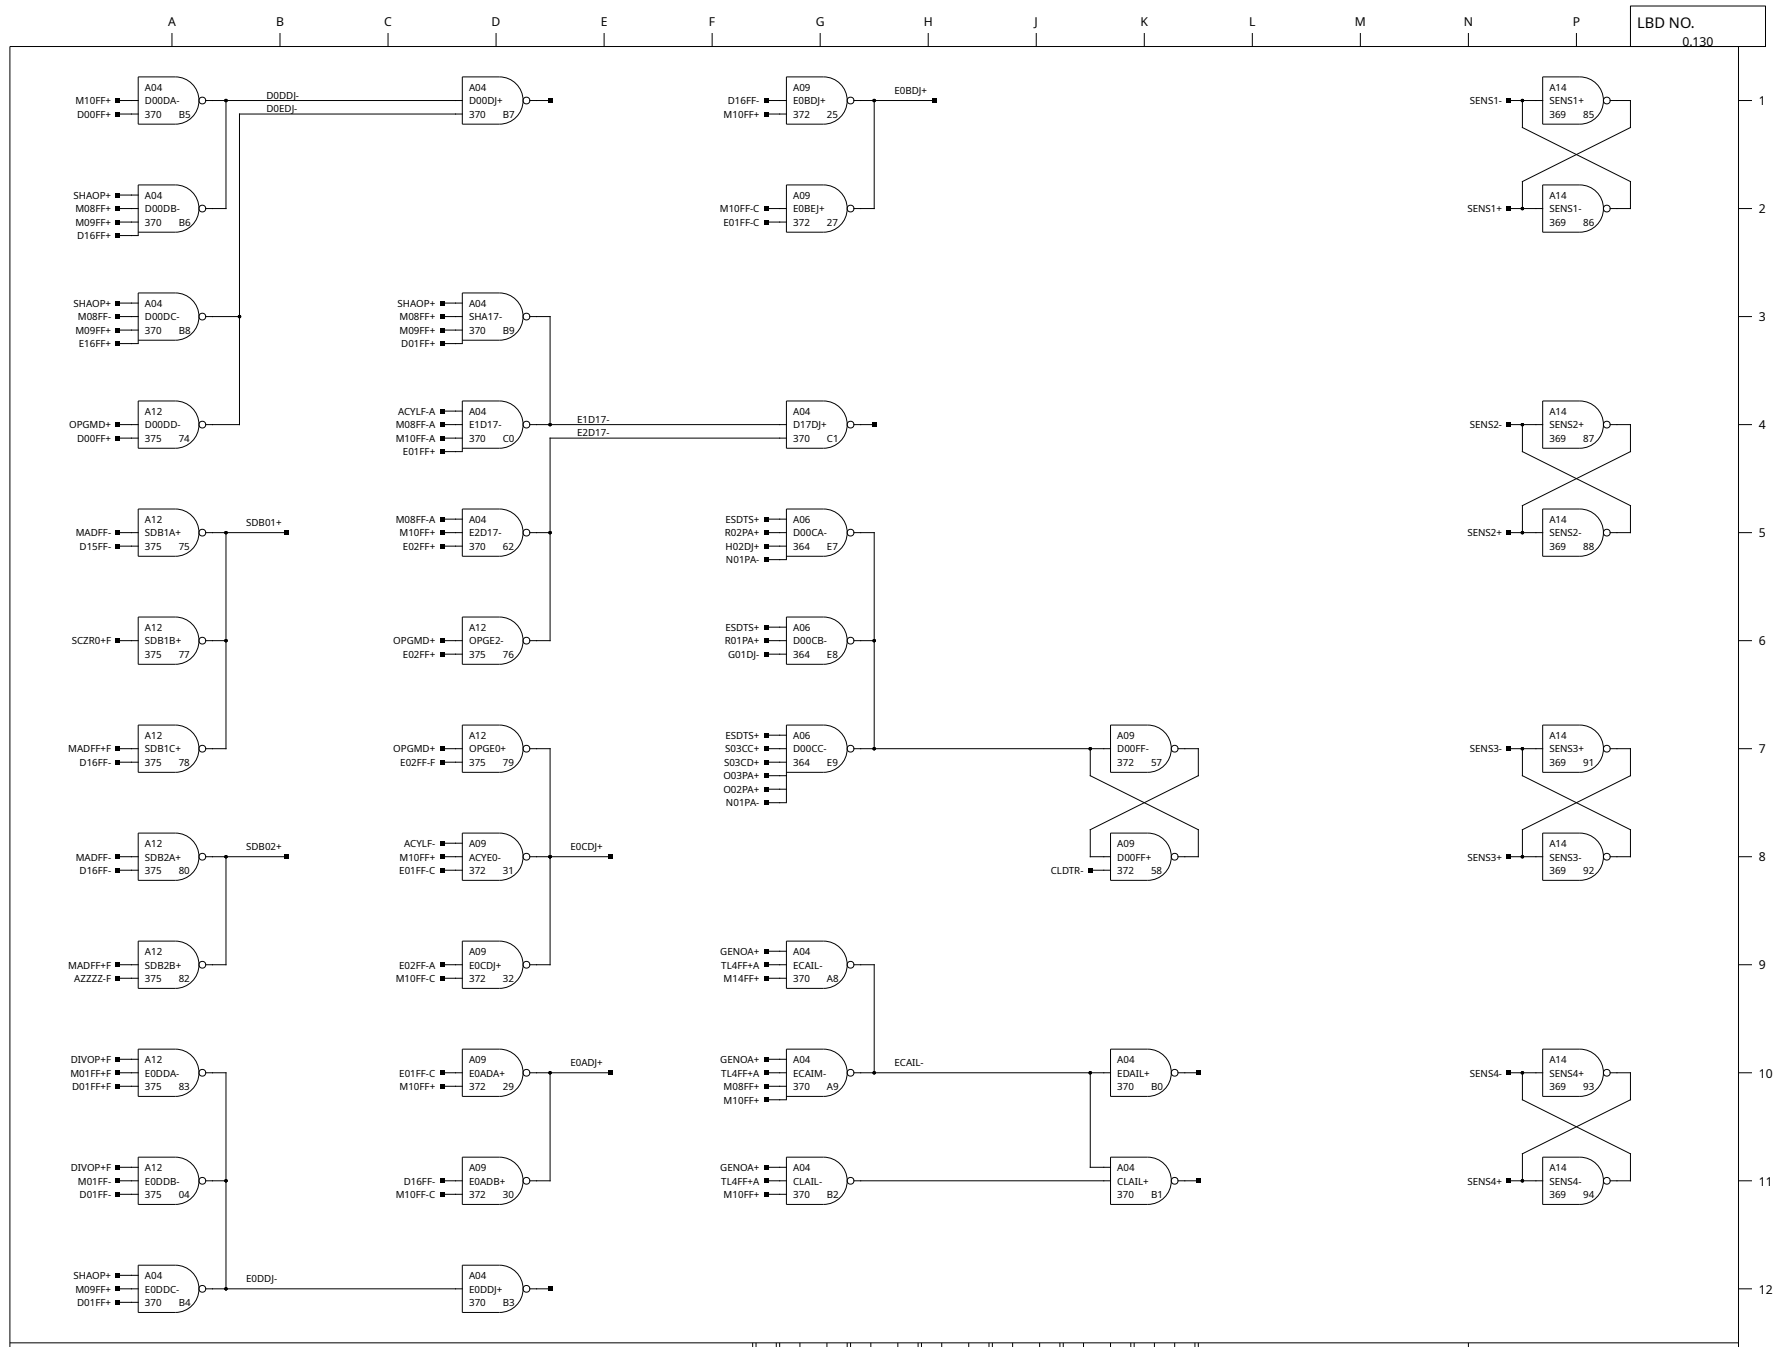 A B C D E F G H J K L M N P
LBD NO.
0.130
M10FF+
D00FF+
A04
D00DA-
370 B5
D0DDJ-
D0EDJ-
A04
D00DJ+
370 B7
D16FF-
M10FF+
A09
E0BDJ+
372 25
E0BDJ+
SENS1-
A14
SENS1+
369 85
1
SHAOP+
M08FF+
M09FF+
D16FF+
A04
D00DB-
370 B6
M10FF-C
E01FF-C
A09
E0BEJ+
372 27
SENS1+
A14
SENS1-
369 86
2
SHAOP+
M08FF-
M09FF+
E16FF+
A04
D00DC-
370 B8
SHAOP+
M08FF+
M09FF+
D01FF+
A04
SHA17-
370 B9
3
OPGMD+
D00FF+
A12
D00DD-
375 74
ACYLF-A
M08FF-A
M10FF-A
E01FF+
A04
E1D17-
370 C0
E1D17-
E2D17-
A04
D17DJ+
370 C1
SENS2-
A14
SENS2+
369 87
4
MADFF-
D15FF-
A12
SDB1A+
375 75
SDB01+
M08FF-A
M10FF+
E02FF+
A04
E2D17-
370 62
ESDTS+
R02PA+
H02DJ+
N01PA-
A06
D00CA-
364 E7
SENS2+
A14
SENS2-
369 88
5
SCZR0+F
A12
SDB1B+
375 77
OPGMD+
E02FF+
A12
OPGE2-
375 76
ESDTS+
R01PA+
G01DJ-
A06
D00CB-
364 E8
6
MADFF+F
D16FF-
A12
SDB1C+
375 78
OPGMD+
E02FF-F
A12
OPGE0+
375 79
ESDTS+
S03CC+
S03CD+
O03PA+
O02PA+
N01PA-
A06
D00CC-
364 E9
A09
D00FF-
372 57
SENS3-
A14
SENS3+
369 91
7
MADFF-
D16FF-
A12
SDB2A+
375 80
SDB02+
ACYLF-
M10FF+
E01FF-C
A09
ACYE0-
372 31
E0CDJ+
CLDTR-
A09
D00FF+
372 58
SENS3+
A14
SENS3-
369 92
8
MADFF+F
AZZZZ-F
A12
SDB2B+
375 82
E02FF-A
M10FF-C
A09
E0CDJ+
372 32
GENOA+
TL4FF+A
M14FF+
A04
ECAIL-
370 A8
9
DIVOP+F
M01FF+F
D01FF+F
A12
E0DDA-
375 83
E01FF-C
M10FF+
A09
E0ADA+
372 29
E0ADJ+
GENOA+
TL4FF+A
M08FF+
M10FF+
A04
ECAIM-
370 A9
ECAIL-
A04
EDAIL+
370 B0
SENS4-
A14
SENS4+
369 93
10
DIVOP+F
M01FF-
D01FF-
A12
E0DDB-
375 04
D16FF-
M10FF-C
A09
E0ADB+
372 30
GENOA+
TL4FF+A
M10FF+
A04
CLAIL-
370 B2
A04
CLAIL+
370 B1
SENS4+
A14
SENS4-
369 94
11
SHAOP+
M09FF+
D01FF+
A04
E0DDC-
370 B4
E0DDJ-
A04
E0DDJ+
370 B3
12